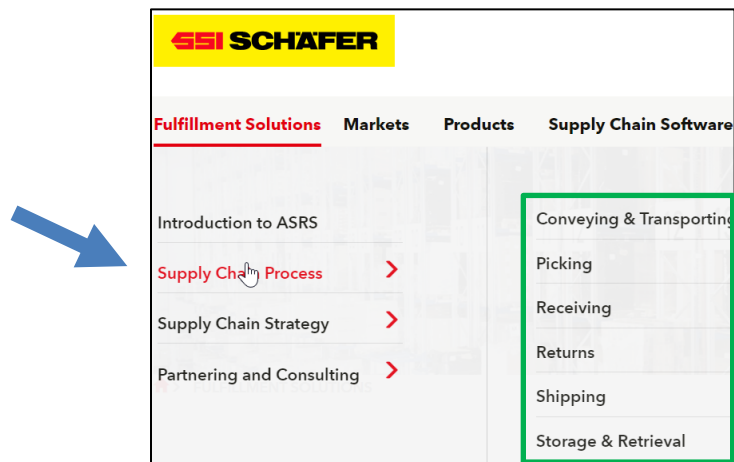 SSI SCHÄFER
Fulfillment Solutions Markets Products Supply Chain Software
Introduction to ASRS
Supply Chain Process
Supply Chain Strategy
Partnering and Consulting
Conveying & Transporting
Picking
Receiving
Returns
Shipping
Storage & Retrieval